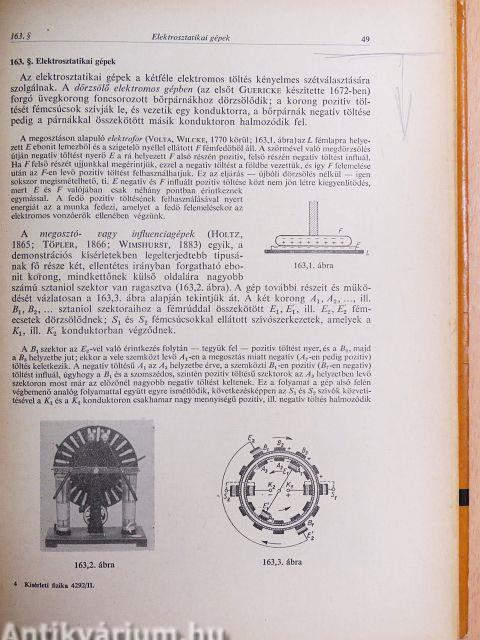 163. § Elektrosztatikai gépek 49
163. §. Elektrosztatikai gépek
Az elektrosztatikai gépek a kétféle elektromos töltés kényelmes szétválasztására
szolgálnak. A dörzsölő elektromos gépben (az elsőt GUERICKE készítette 1672-ben)
forgó üvegkorong foncsorozott bőrpárnákhoz dörzsölődik; a korong pozitív töl-
tését fémcsúcsok szívják le, és vezetik egy konduktorra, a bőrpárnák negatív töltése
pedig a párnákkal összekötött másik konduktoron halmozódik fel.
A megosztáson alapuló elektrofor (VOLTA, WILCKE, 1770 körül; 163,1. ábra) az L fémlapra helye-
zett E ebonit lemezből és a szigetelő nyéllel ellátott F fémfedőből áll. A szőrmével való megdörzsölés
útján negatív töltést nyerő E a rá helyezett F alsó részén pozitív, felső részén negatív töltést influál.
Ha F felső részét ujjunkkal megérintjük, ezzel a negatív töltést a földbe vezettük, és így F felemelése
után az F-en levő pozitív töltést felhasználhatjuk. Ez az eljárás — újbóli dörzsölés nélkül — igen
sokszor megismételhető, ti. E negatív és F influált pozitív töltése közt nem jön létre kiegyenlítődés,
mert E és F valójában csak néhány pontban érintkeznek
egymással. A fedő pozitív töltésének felhasználásával nyert
energiát az a munka fedezi, amelyet a fedő felemelésekor az
elektromos vonzóerők ellenében végzünk.
F
E
L
163,1. ábra
A megosztó- vagy influenciagépek (HOLTZ,
1865; TÖPLER, 1866; WIMSHURST, 1883) egyik, a
demonstrációs kísérletekben legelterjedtebb típusá-
nak fő része két, ellentétes irányban forgatható ebo-
nit korong, mindkettőnek külső oldalára nagyobb
számú sztaniol szektor van ragasztva (163,2. ábra). A gép további részeit és műkö-
dését vázlatosan a 163,3. ábra alapján tekintjük át. A két korong A1, A2, ..., ill.
B1, B2, ... sztaniol szektoraihoz a fémrúddal összekötött E1, E1′, ill. E2, E2′ fém-
ecsetek dörzsölődnek; S1 és S2 fémcsúcsokkal ellátott szívószerkezetek, amelyek a
K1, ill. K2 konduktorban végződnek.
A B1 szektor az E2-vel való érintkezés folytán — tegyük fel — pozitív töltést nyer, és a B2, majd
a B3 helyzetbe jut; ekkor a vele szemközt levő A1-en a megosztás miatt negatív (A3-en pedig pozitív)
töltés keletkezik. A negatív töltésű A1 az A2 helyzetbe érve, a szemközti B1-en pozitív (B7-en negatív)
töltést influál, úgyhogy a B1 és a szomszédos, szintén pozitív töltésű szektorok az A2 helyzetben levő
szektoron most már az előzőnél nagyobb negatív töltést keltenek. Ez a folyamat a gép alsó felén
végbemenő analóg folyamattal együtt egyre ismétlődik, következésképpen az S1 és S2 szívók közvetí-
tésével a K1 és a K2 konduktoron csakhamar nagy mennyiségű pozitív, ill. negatív töltés halmozódik
163,2. ábra
163,3. ábra
4 Kísérleti fizika 4292/II.
Antikvárium.hu